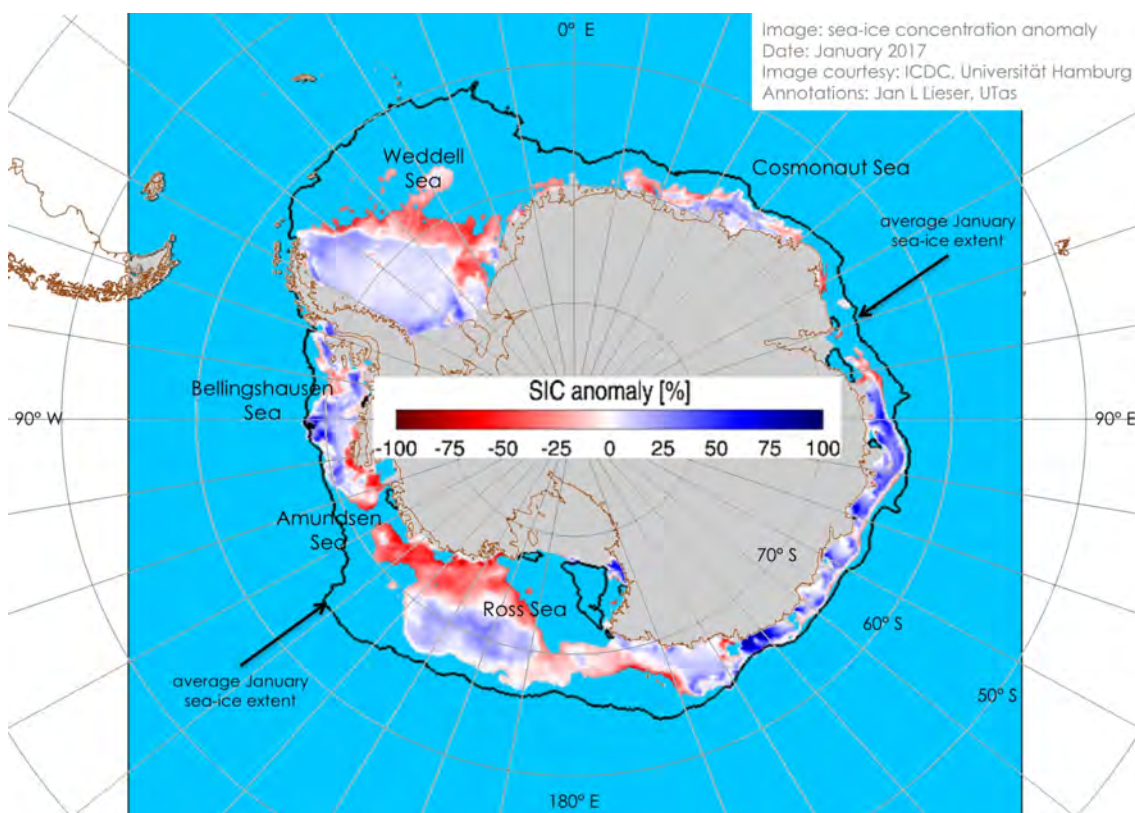 Image: sea-ice concentration anomaly
Date: January 2017
Image courtesy: ICDC, Universität Hamburg
Annotations: Jan L Lieser, UTas
0° E
Weddell
Sea
Cosmonaut Sea
average January
sea-ice extent
Bellingshausen
Sea
90° W
SIC anomaly [%]
-100 -75 -50 -25 0 25 50 75 100
90° E
Amundsen
Sea
70° S
Ross Sea
60° S
average January
sea-ice extent
50° S
180° E